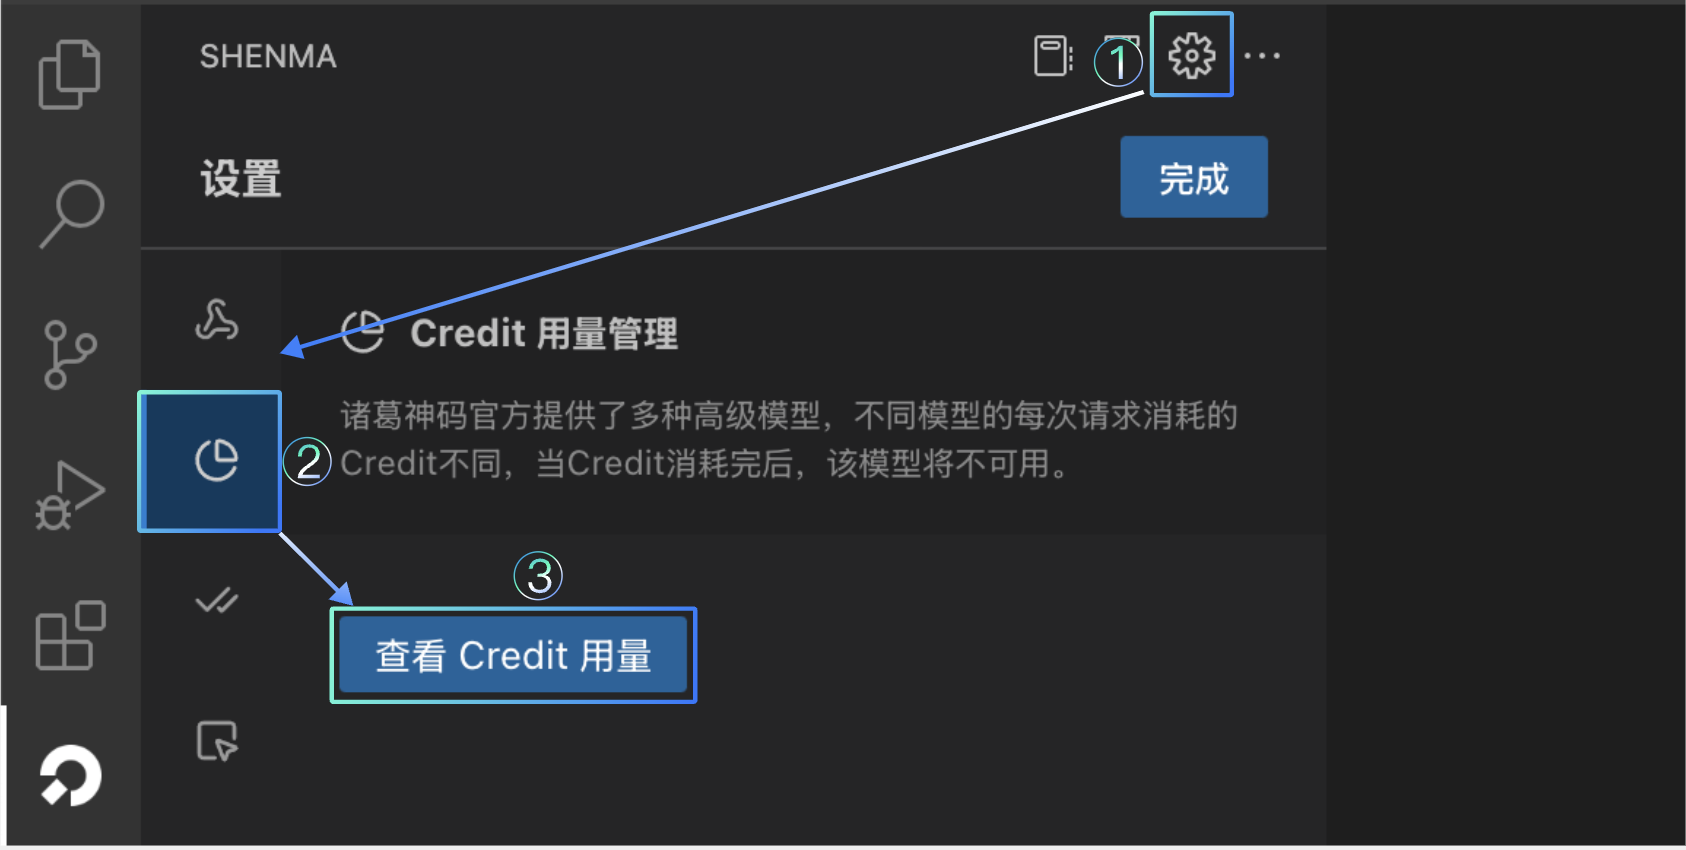 SHENMA
①
设置
完成
Credit 用量管理
诸葛神码官方提供了多种高级模型，不同模型的每次请求消耗的
Credit不同，当Credit消耗完后，该模型将不可用。
②
③
查看 Credit 用量